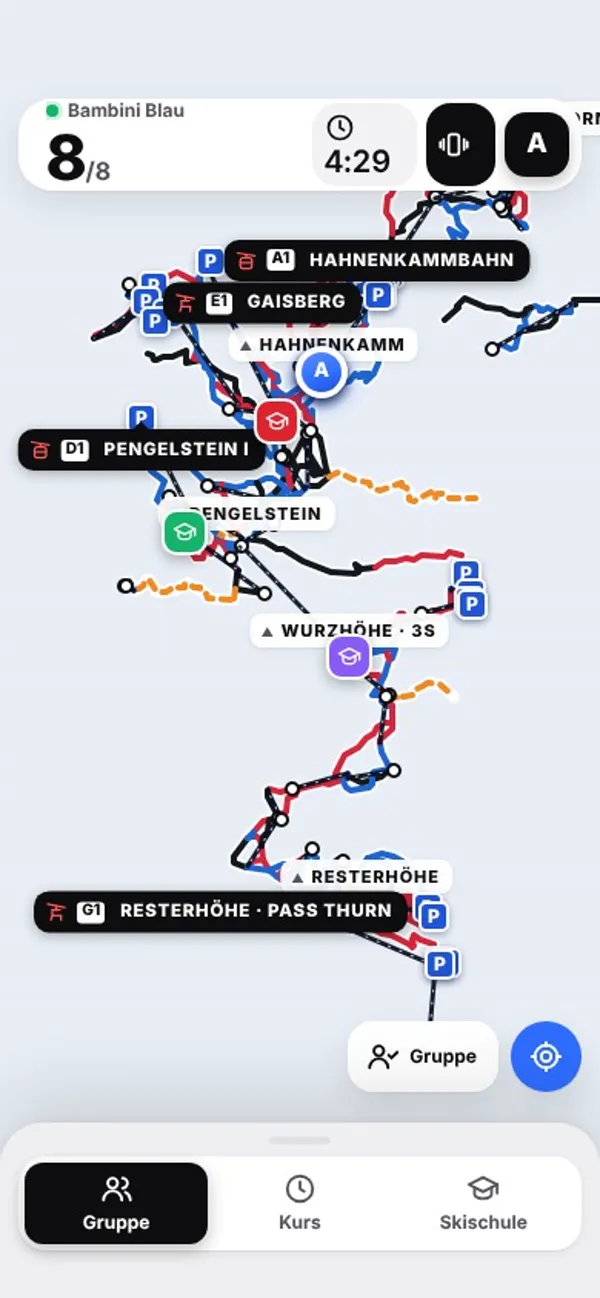 Bambini Blau
8/8
4:29
A
A1 HAHNENKAMMBAHN
P
E1 GAISBERG
P
P
P
P
▲ HAHNENKAMM
A
P
D1 PENGELSTEIN I
PENGELSTEIN
P
P
▲ WURZHÖHE · 3S
▲ RESTERHÖHE
G1 RESTERHÖHE · PASS THURN
P
P
Gruppe
Gruppe
Kurs
Skischule